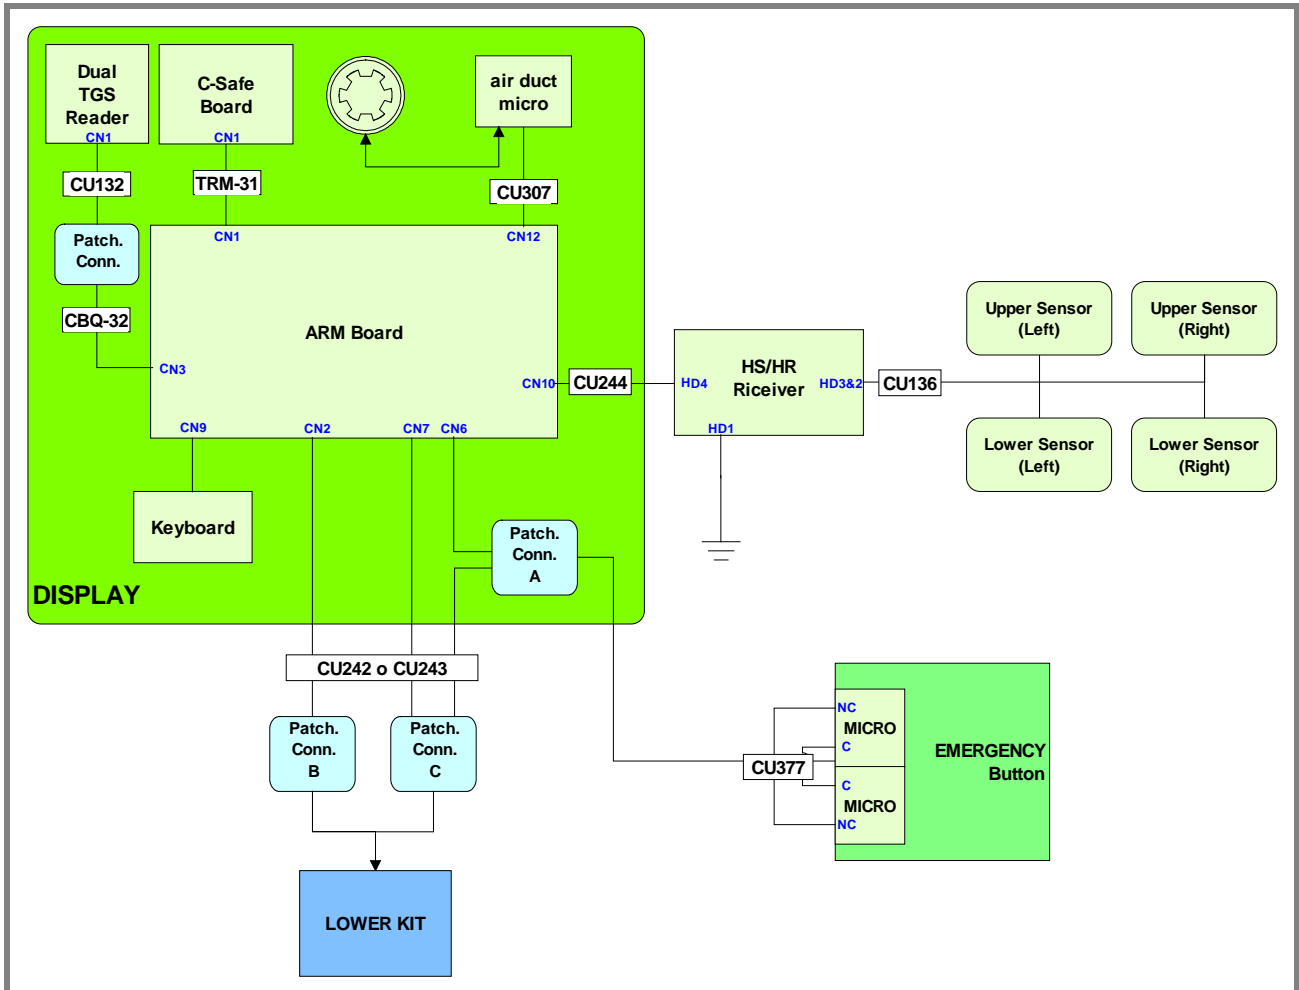 Dual
TGS
Reader
CN1
C-Safe
Board
CN1
air duct
micro
CU132
TRM-31
CU307
Patch.
Conn.
CN1
CN12
CBQ-32
ARM Board
CN3
CN10
CU244
CN9
CN2
CN7
CN6
Keyboard
Patch.
Conn.
A
DISPLAY
HS/HR
Riceiver
HD4
HD3&2
HD1
CU136
Upper Sensor
(Left)
Upper Sensor
(Right)
Lower Sensor
(Left)
Lower Sensor
(Right)
CU242 o CU243
Patch.
Conn.
B
Patch.
Conn.
C
LOWER KIT
CU377
NC
MICRO
C
C
MICRO
NC
EMERGENCY
Button